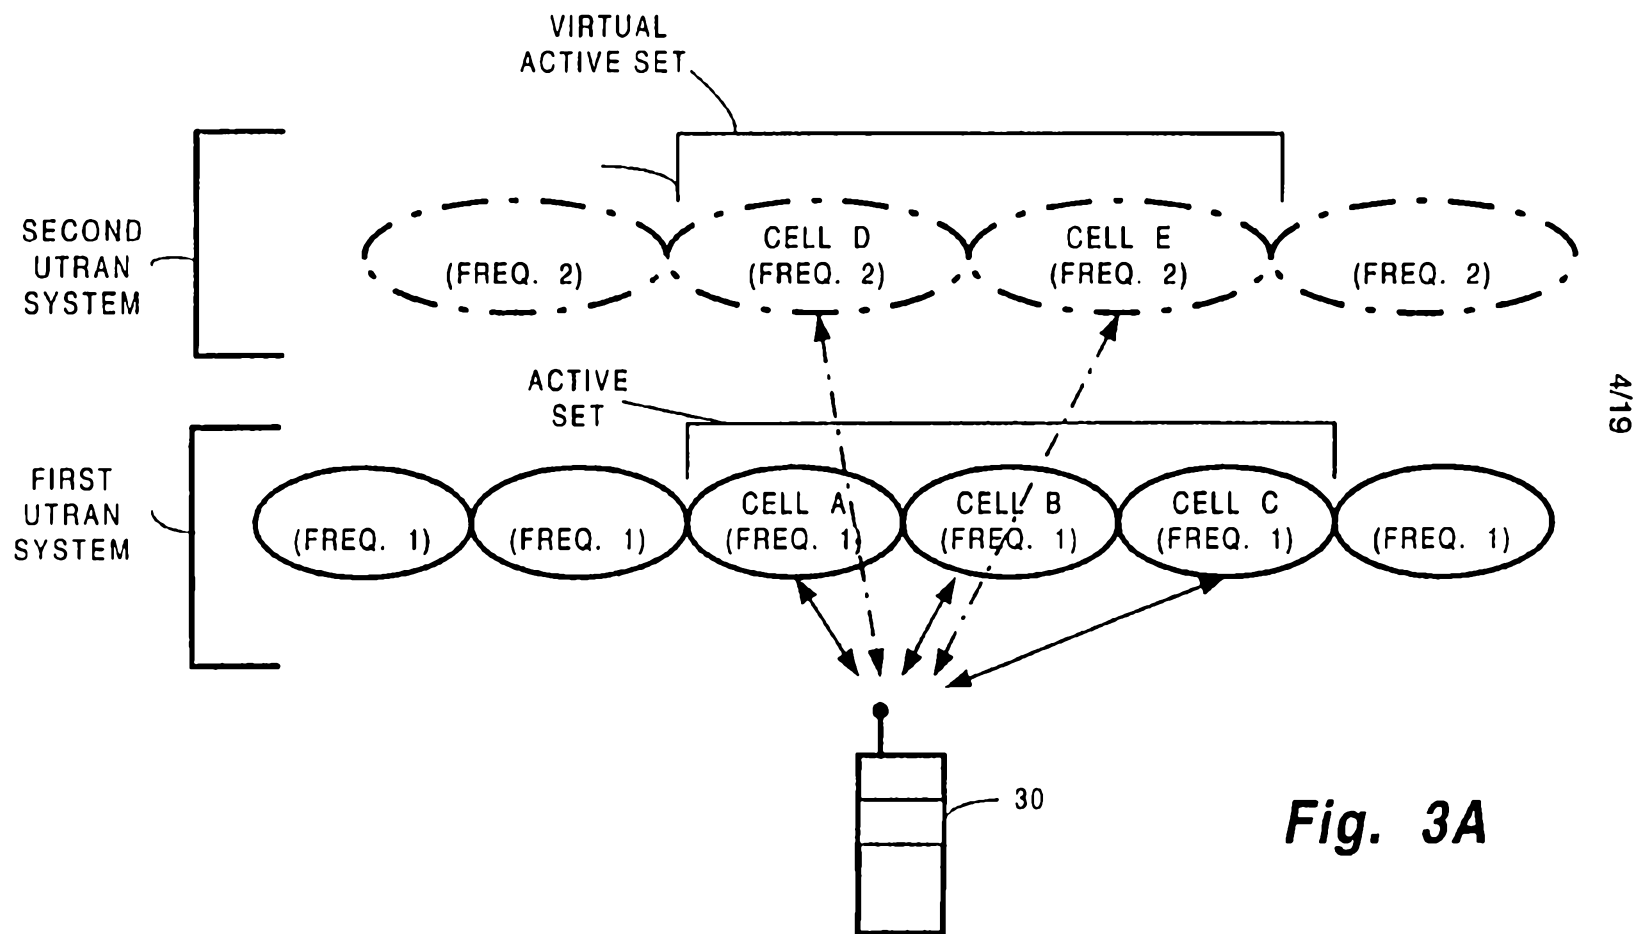 VIRTUAL
ACTIVE SET
SECOND
UTRAN
SYSTEM
(FREQ. 2)
CELL D
(FREQ. 2)
CELL E
(FREQ. 2)
(FREQ. 2)
ACTIVE
SET
4/19
FIRST
UTRAN
SYSTEM
(FREQ. 1)
(FREQ. 1)
CELL A
(FREQ. 1)
CELL B
(FREQ. 1)
CELL C
(FREQ. 1)
(FREQ. 1)
30
Fig. 3A